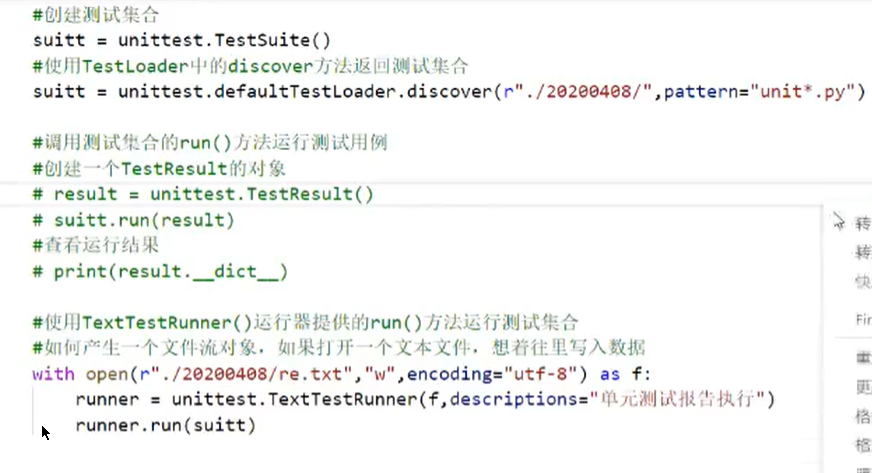 #创建测试集合
suitt = unittest.TestSuite()
#使用TestLoader中的discover方法返回测试集合
suitt = unittest.defaultTestLoader.discover(r"./20200408/",pattern="unit*.py")
#调用测试集合的run()方法运行测试用例
#创建一个TestResult的对象
# result = unittest.TestResult()
# suitt.run(result)
#查看运行结果
# print(result.__dict__)
#使用TextTestRunner()运行器提供的run()方法运行测试集合
#如何产生一个文件流对象，如果打开一个文本文件，想着往里写入数据
with open(r"./20200408/re.txt","w",encoding="utf-8") as f:
    runner = unittest.TextTestRunner(f,descriptions="单元测试报告执行")
    runner.run(suitt)
转
转
快
Fir
重
更
格
格